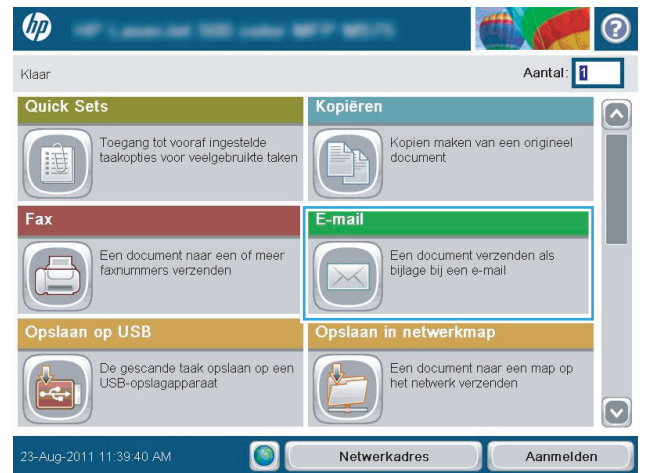 hp
Klaar
Aantal: 1
Quick Sets
Toegang tot vooraf ingestelde
taakopties voor veelgebruikte taken
Kopiëren
Kopien maken van een origineel
document
Fax
Een document naar een of meer
faxnummers verzenden
E-mail
Een document verzenden als
bijlage bij een e-mail
Opslaan op USB
De gescande taak opslaan op een
USB-opslagapparaat
Opslaan in netwerkmap
Een document naar een map op
het netwerk verzenden
23-Aug-2011 11:39:40 AM
Netwerkadres
Aanmelden